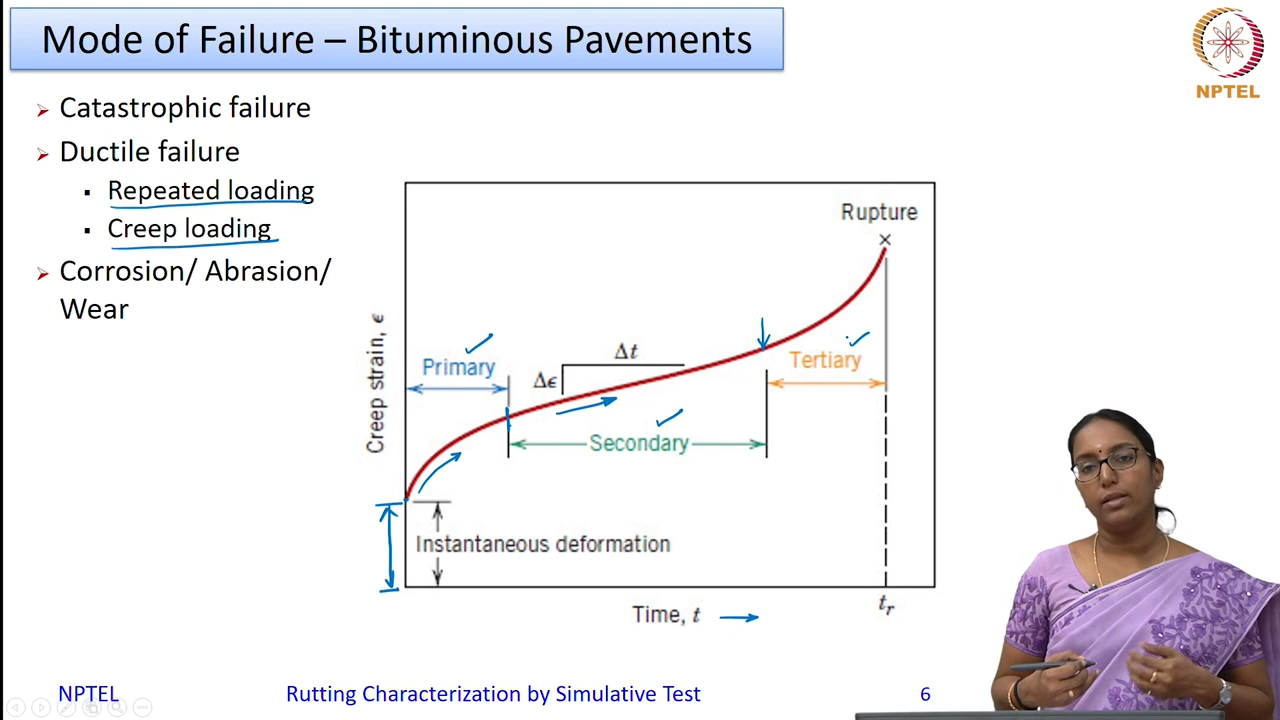 Mode of Failure – Bituminous Pavements
NPTEL
Catastrophic failure
Ductile failure
Repeated loading
Creep loading
Corrosion/ Abrasion/
Wear
Rupture
×
Creep strain, ϵ
Primary
Δϵ
Δt
Tertiary
Secondary
Instantaneous deformation
Time, t
tᵣ
NPTEL
Rutting Characterization by Simulative Test
6